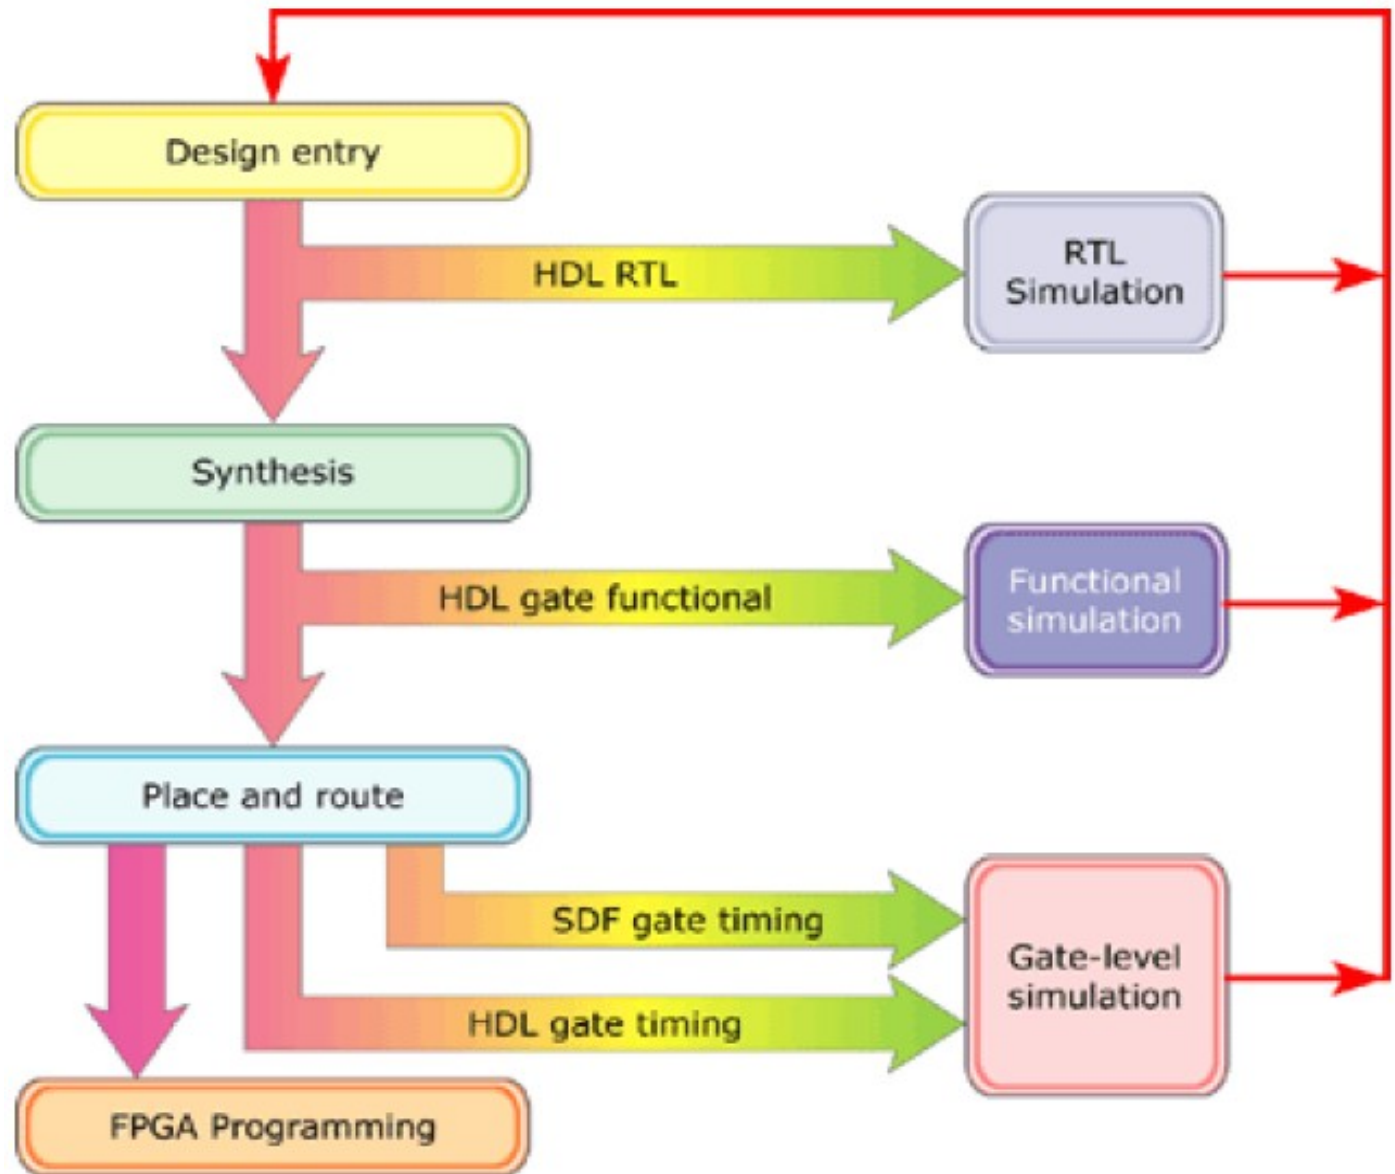 Design entry
HDL RTL
RTL
Simulation
Synthesis
HDL gate functional
Functional
simulation
Place and route
SDF gate timing
Gate-level
simulation
HDL gate timing
FPGA Programming